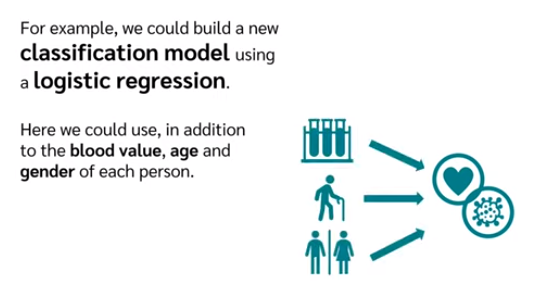 For example, we could build a new
classification model using
a logistic regression.
Here we could use, in addition
to the blood value, age and
gender of each person.